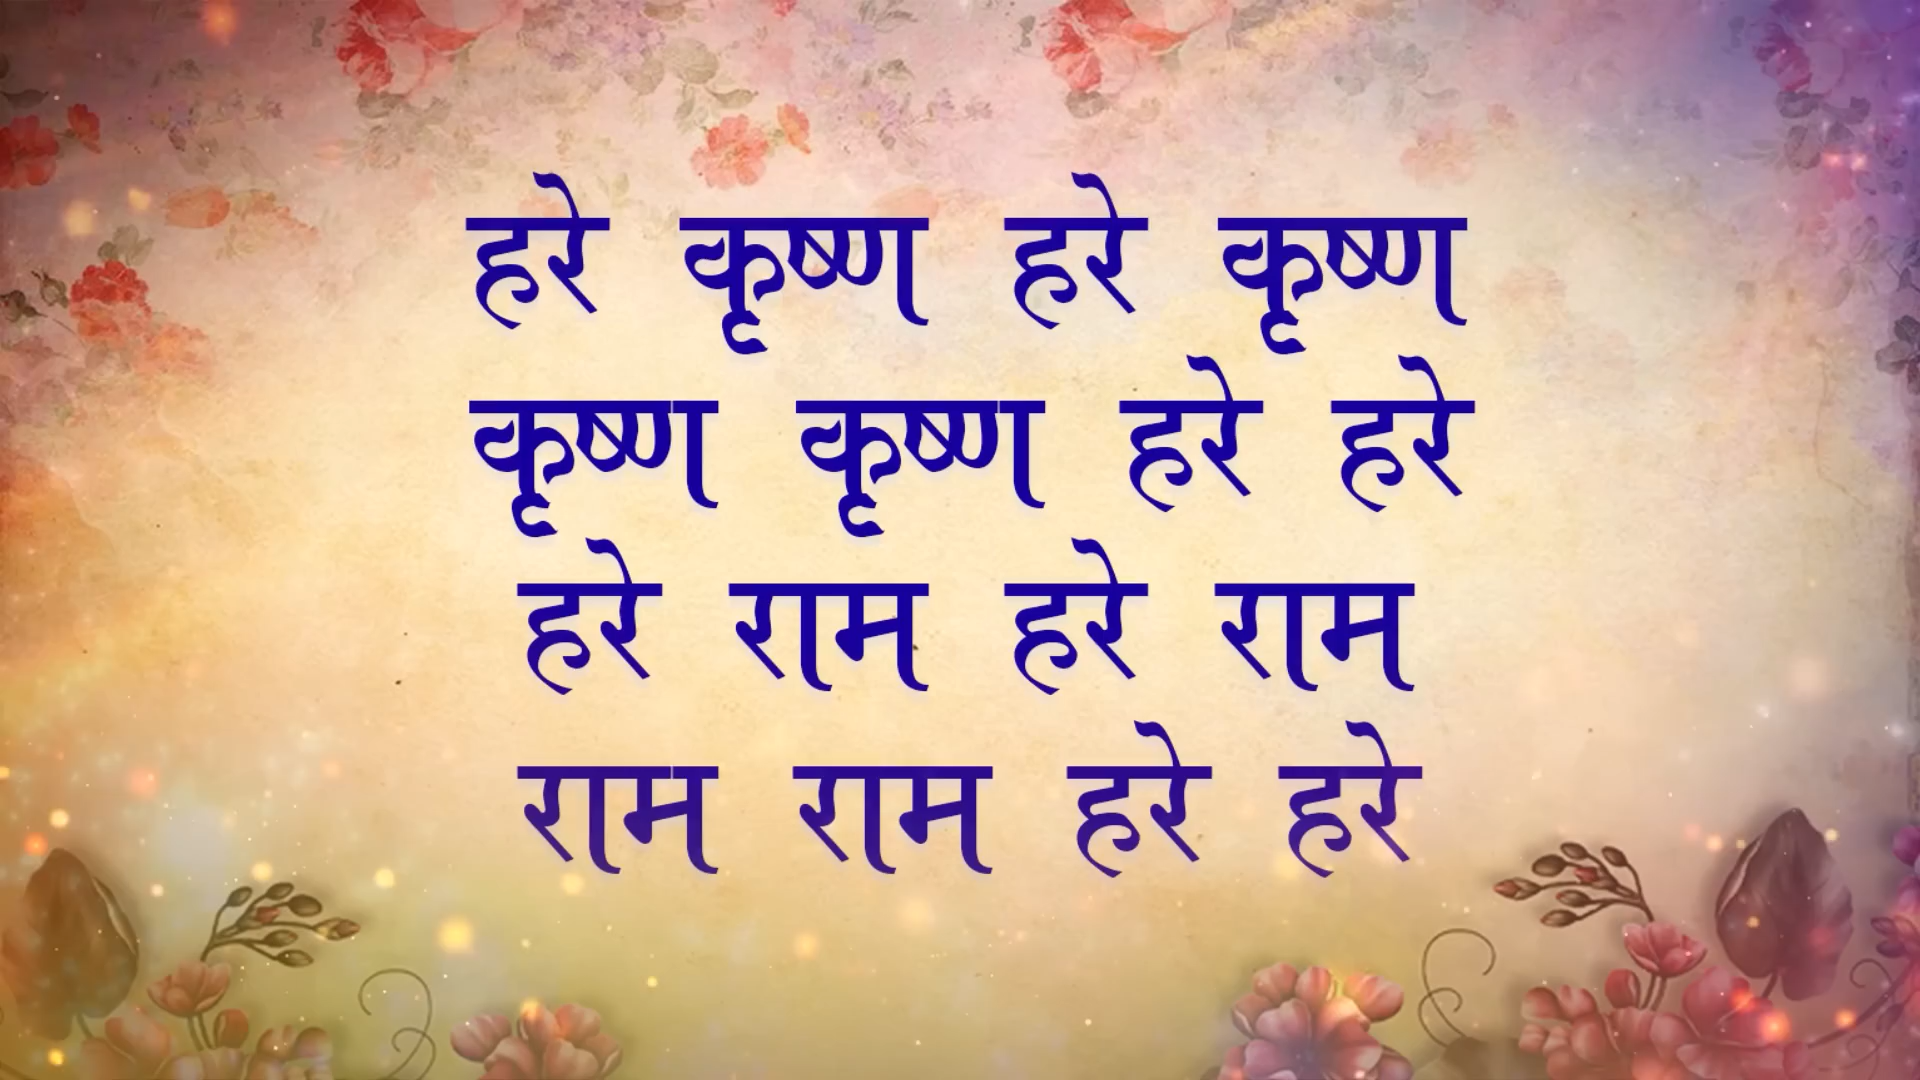 हरे कृष्ण हरे कृष्ण
कृष्ण कृष्ण हरे हरे
हरे राम हरे राम
राम राम हरे हरे